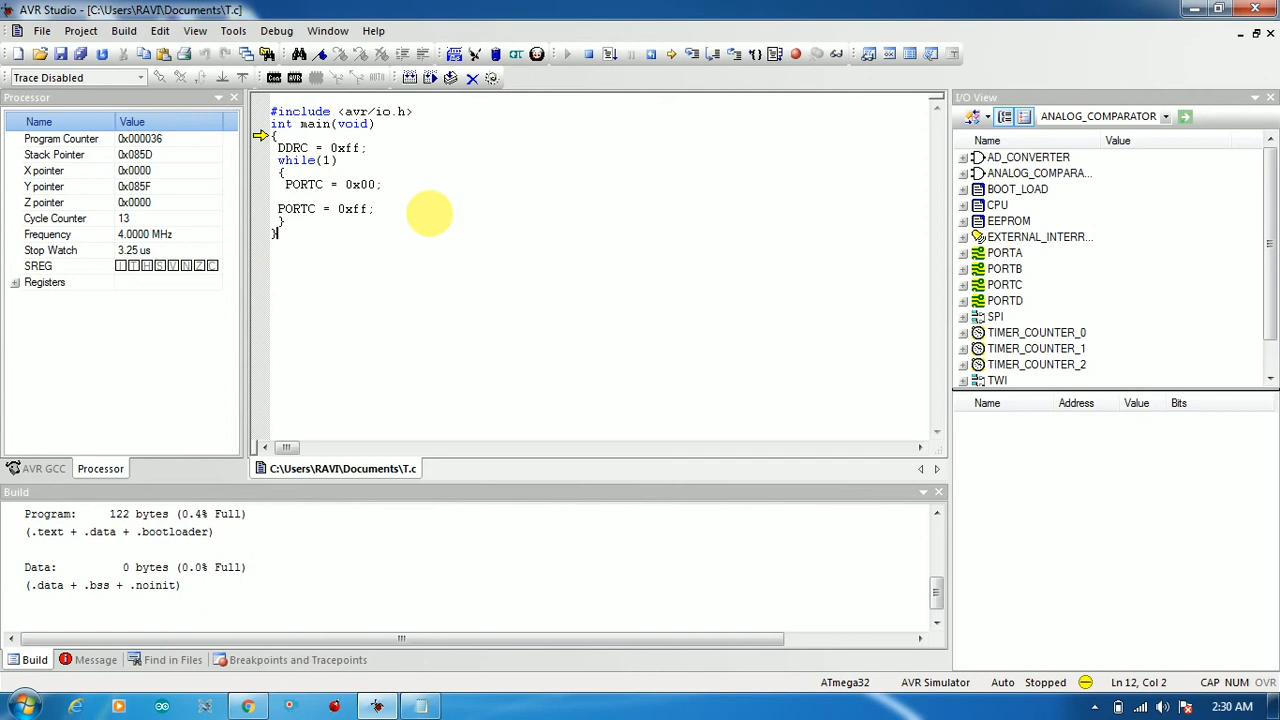 AVR Studio - [C:\Users\RAVI\Documents\T.c]
File Project Build Edit View Tools Debug Window Help
Trace Disabled
Con AVR AUTO
Processor
Name Value
Program Counter 0x000036
Stack Pointer 0x085D
X pointer 0x0000
Y pointer 0x085F
Z pointer 0x0000
Cycle Counter 13
Frequency 4.0000 MHz
Stop Watch 3.25 us
SREG I T H S V N Z C
Registers
AVR GCC Processor
#include <avr/io.h>
int main(void)
{
DDRC = 0xff;
while(1)
{
PORTC = 0x00;
PORTC = 0xff;
}
}
C:\Users\RAVI\Documents\T.c
I/O View
ANALOG_COMPARATOR
Name Value
AD_CONVERTER
ANALOG_COMPARA...
BOOT_LOAD
CPU
EEPROM
EXTERNAL_INTERR...
PORTA
PORTB
PORTC
PORTD
SPI
TIMER_COUNTER_0
TIMER_COUNTER_1
TIMER_COUNTER_2
TWI
Name Address Value Bits
Build
Program: 122 bytes (0.4% Full)
(.text + .data + .bootloader)
Data: 0 bytes (0.0% Full)
(.data + .bss + .noinit)
Build Message Find in Files Breakpoints and Tracepoints
ATmega32 AVR Simulator Auto Stopped Ln 12, Col 2 CAP NUM OVR
2:30 AM